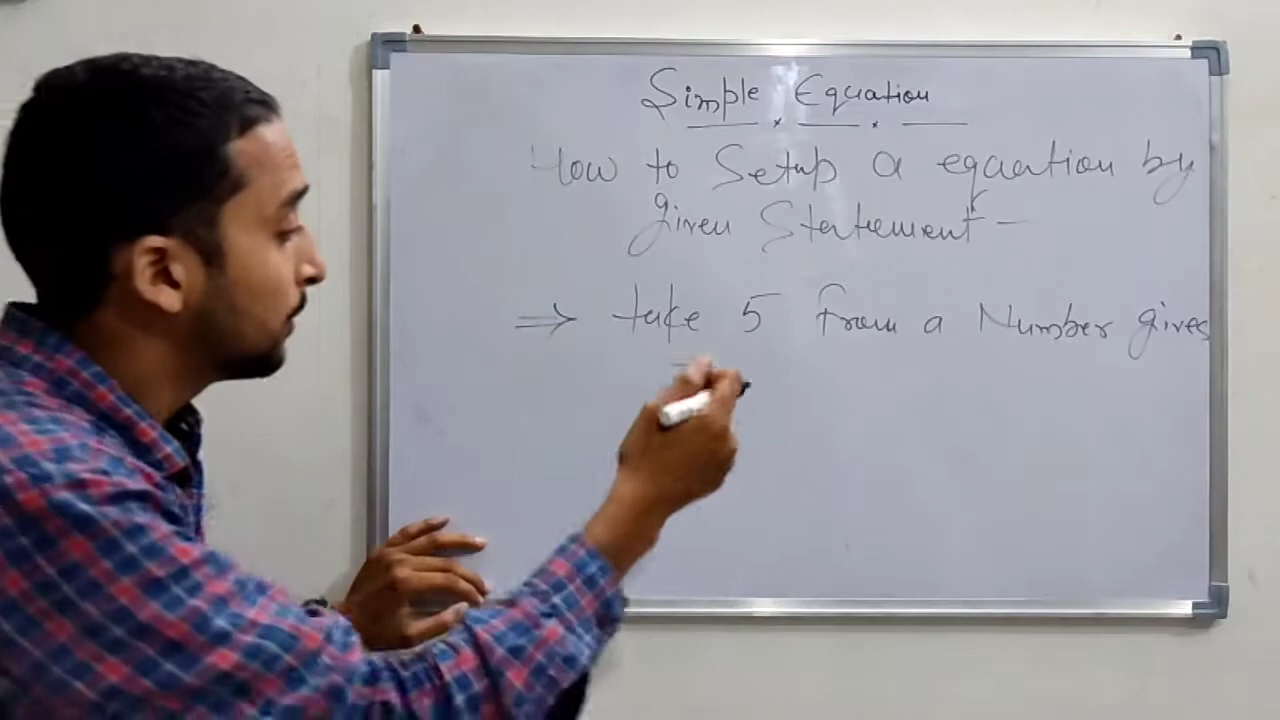 Simple Equation
How to Setup a equation by
given Statement -
⇒ take 5 from a Number gives